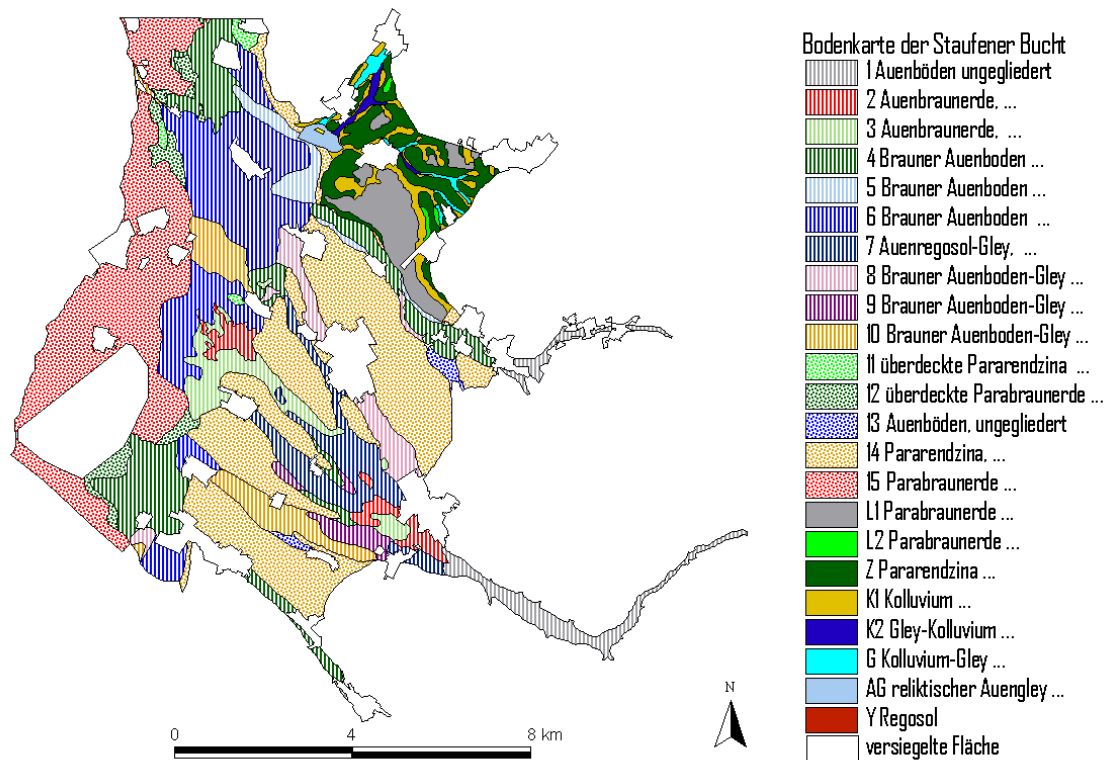 Bodenkarte der Staufener Bucht
1 Auenböden ungegliedert
2 Auenbraunerde, ...
3 Auenbraunerde, ...
4 Brauner Auenboden ...
5 Brauner Auenboden ...
6 Brauner Auenboden ...
7 Auenregosol-Gley, ...
8 Brauner Auenboden-Gley ...
9 Brauner Auenboden-Gley ...
10 Brauner Auenboden-Gley ...
11 überdeckte Pararendzina ...
12 überdeckte Parabraunerde ...
13 Auenböden, ungegliedert
14 Pararendzina, ...
15 Parabraunerde ...
L1 Parabraunerde ...
L2 Parabraunerde ...
Z Pararendzina ...
K1 Kolluvium ...
K2 Gley-Kolluvium ...
G Kolluvium-Gley ...
AG reliktischer Auengley ...
Y Regosol
versiegelte Fläche
N
0 4 8 km